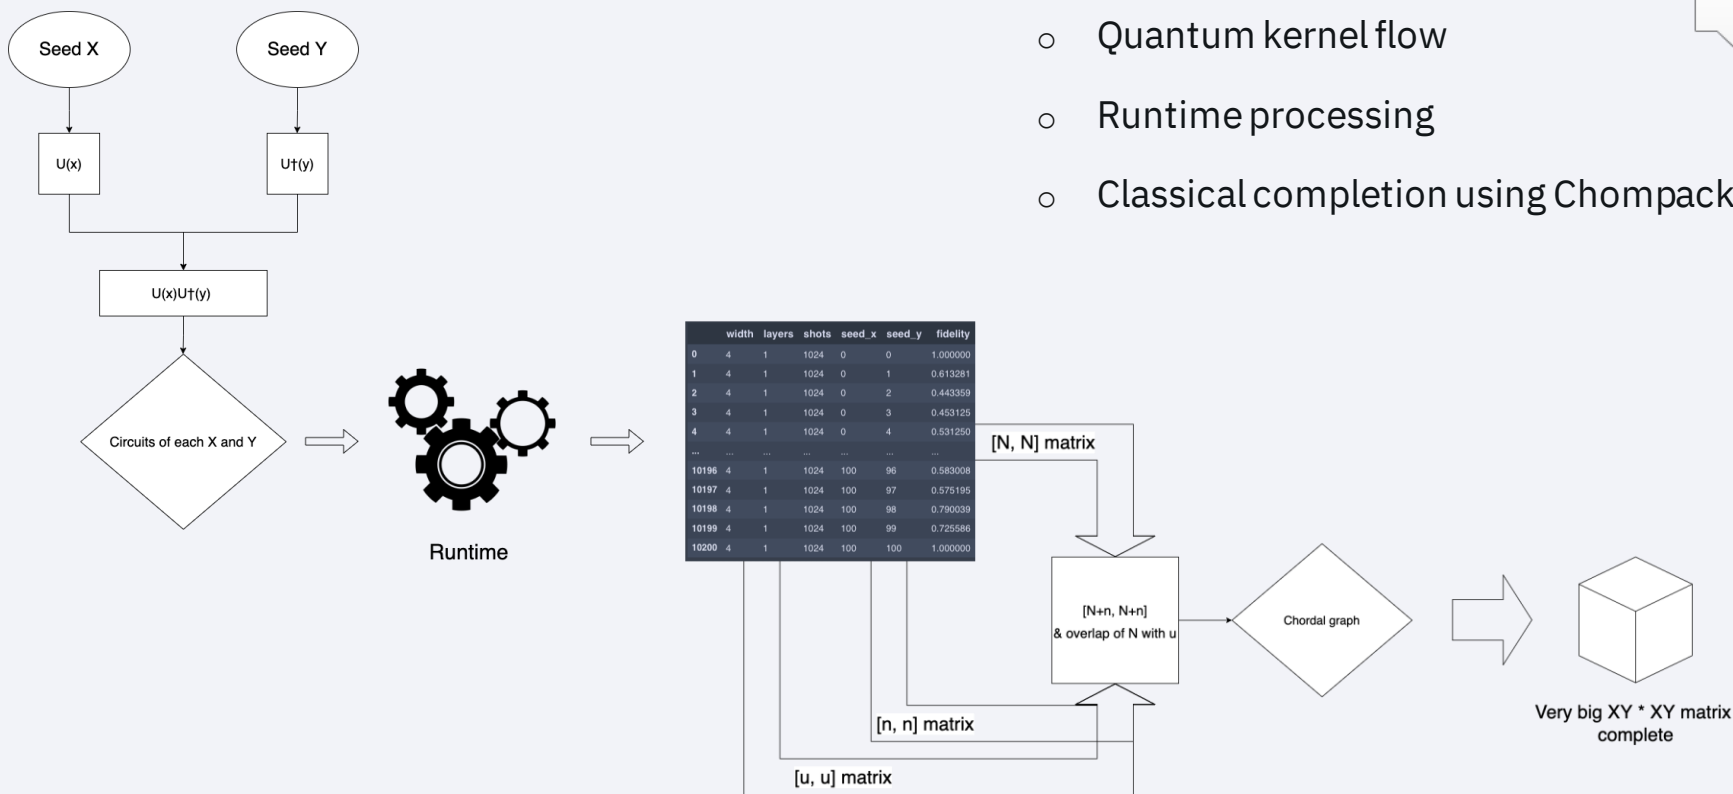 Seed X
Seed Y
U(x)
U†(y)
U(x)U†(y)
Circuits of each X and Y
Runtime
○ Quantum kernel flow
○ Runtime processing
○ Classical completion using Chompack
width layers shots seed_x seed_y fidelity
0 4 1 1024 0 0 1.000000
1 4 1 1024 0 1 0.613281
2 4 1 1024 0 2 0.443359
3 4 1 1024 0 3 0.453125
4 4 1 1024 0 4 0.531250
... ... ... ... ... ... ...
10196 4 1 1024 100 96 0.583008
10197 4 1 1024 100 97 0.575195
10198 4 1 1024 100 98 0.790039
10199 4 1 1024 100 99 0.725586
10200 4 1 1024 100 100 1.000000
[N, N] matrix
[N+n, N+n]
& overlap of N with u
[n, n] matrix
[u, u] matrix
Chordal graph
Very big XY * XY matrix
complete